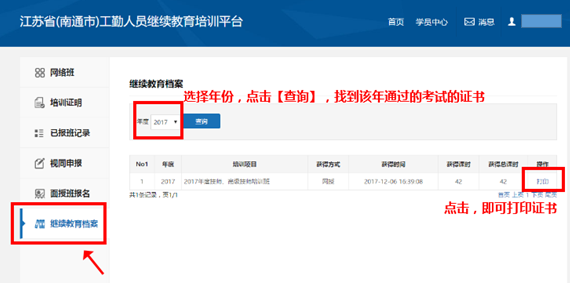 江苏省(南通市)工勤人员继续教育培训平台
首页 学员中心 消息
网络班
培训证明
已报班记录
视同申报
面授班报名
继续教育档案
继续教育档案
选择年份，点击【查询】，找到该年通过的考试的证书
年度 2017 查询
No1 年度 培训项目 获得方式 获得时间 获得课时 获得总课时 操作
1 2017 2017年度技师、高级技师培训班 网授 2017-12-06 16:39:08 42 42 打印
共1条记录，页1/1 首页 上页 1 下页 尾页
点击，即可打印证书